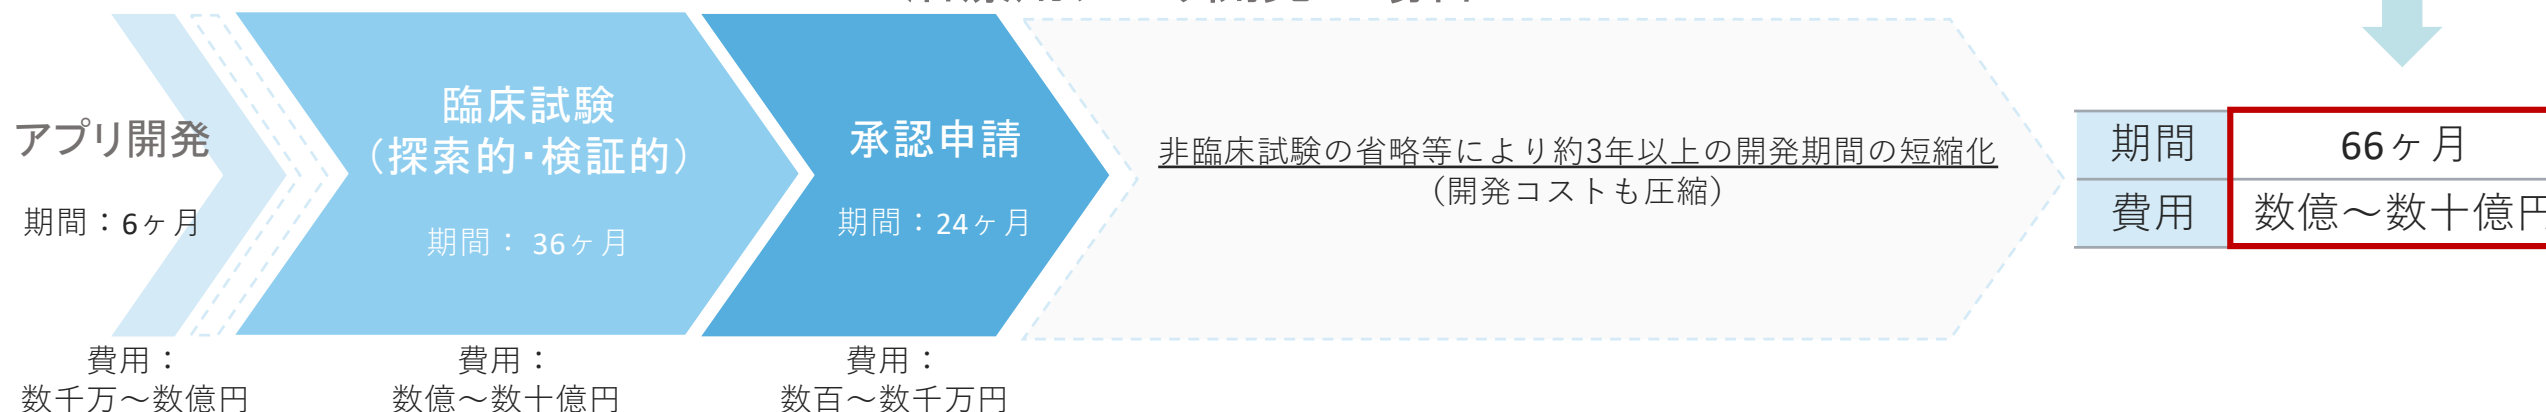 アプリ開発
期間：6ヶ月
費用：
数千万～数億円
臨床試験
（探索的・検証的）
期間： 36ヶ月
費用：
数億～数十億円
承認申請
期間：24ヶ月
費用：
数百～数千万円
非臨床試験の省略等により約3年以上の開発期間の短縮化
（開発コストも圧縮）
期間 66ヶ月
費用 数億～数十億円